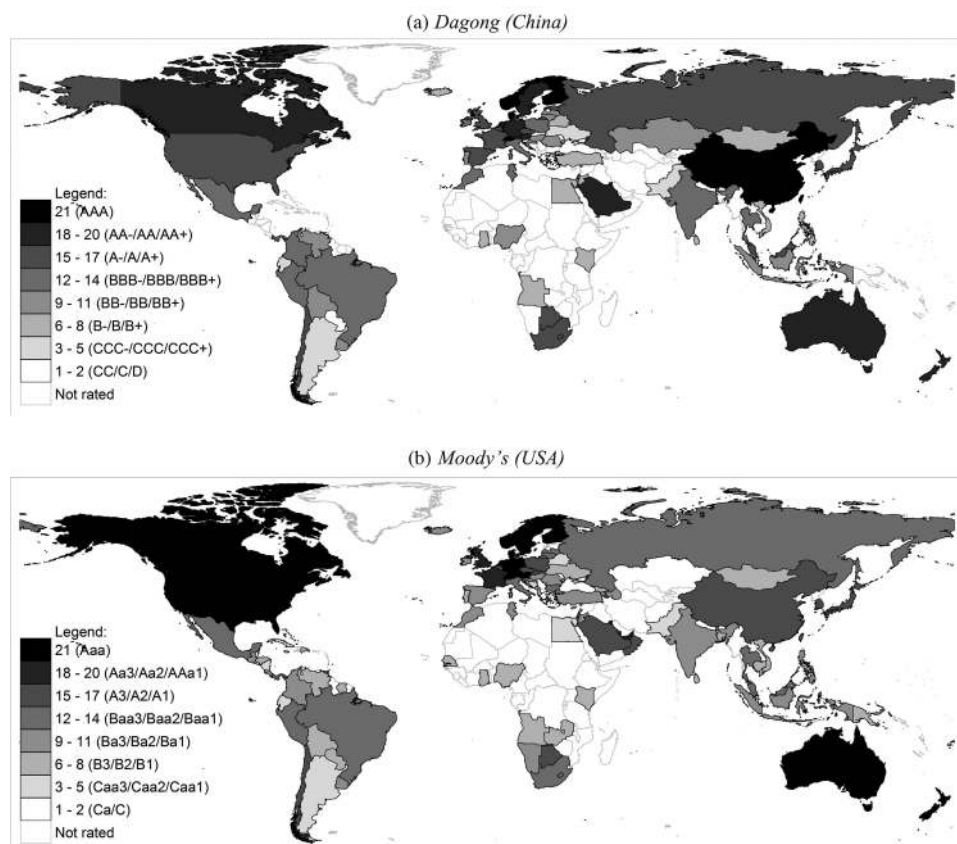 (a) Dagong (China)
Legend:
21 (AAA)
18 - 20 (AA-/AA/AA+)
15 - 17 (A-/A/A+)
12 - 14 (BBB-/BBB/BBB+)
9 - 11 (BB-/BB/BB+)
6 - 8 (B-/B/B+)
3 - 5 (CCC-/CCC/CCC+)
1 - 2 (CC/C/D)
Not rated
(b) Moody's (USA)
Legend:
21 (Aaa)
18 - 20 (Aa3/Aa2/AAa1)
15 - 17 (A3/A2/A1)
12 - 14 (Baa3/Baa2/Baa1)
9 - 11 (Ba3/Ba2/Ba1)
6 - 8 (B3/B2/B1)
3 - 5 (Caa3/Caa2/Caa1)
1 - 2 (Ca/C)
Not rated